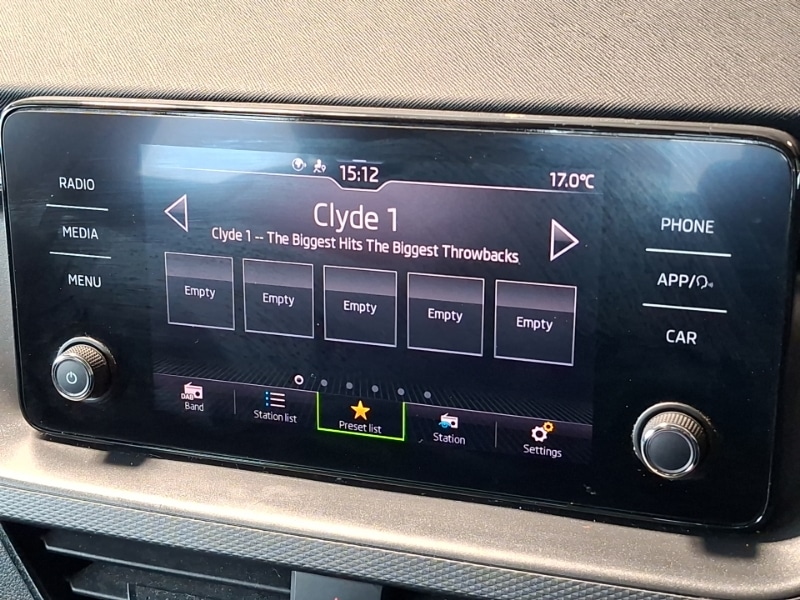 15:12
17.0°C
RADIO
MEDIA
MENU
Clyde 1
Clyde 1 -- The Biggest Hits The Biggest Throwbacks
PHONE
APP/
CAR
Empty
Empty
Empty
Empty
Empty
DAB
Band
Station list
Preset list
Station
Settings